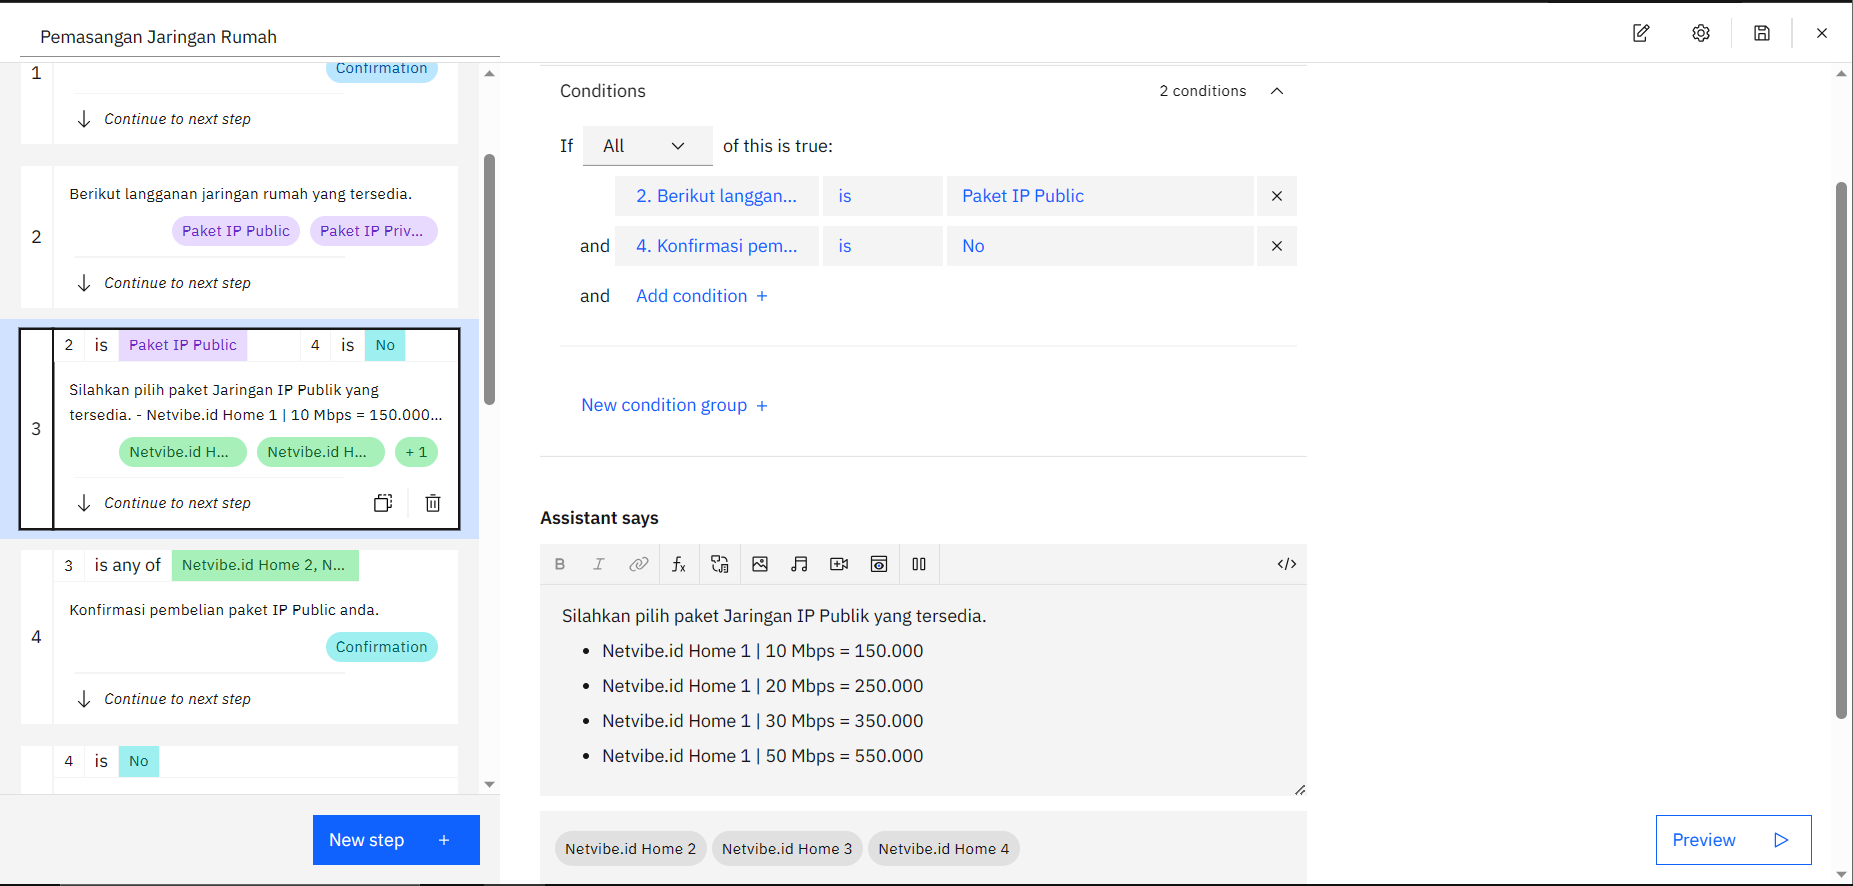 Pemasangan Jaringan Rumah
1
Confirmation
Continue to next step
2
Berikut langganan jaringan rumah yang tersedia.
Paket IP Public
Paket IP Priv...
Continue to next step
3
2 is Paket IP Public 4 is No
Silahkan pilih paket Jaringan IP Publik yang
tersedia. - Netvibe.id Home 1 | 10 Mbps = 150.000...
Netvibe.id H...
Netvibe.id H...
+ 1
Continue to next step
4
3 is any of Netvibe.id Home 2, N...
Konfirmasi pembelian paket IP Public anda.
Confirmation
Continue to next step
4 is No
New step +
Conditions
2 conditions
If All of this is true:
2. Berikut langgan... is Paket IP Public
and 4. Konfirmasi pem... is No
and Add condition +
New condition group +
Assistant says
B I fx </>
Silahkan pilih paket Jaringan IP Publik yang tersedia.
• Netvibe.id Home 1 | 10 Mbps = 150.000
• Netvibe.id Home 1 | 20 Mbps = 250.000
• Netvibe.id Home 1 | 30 Mbps = 350.000
• Netvibe.id Home 1 | 50 Mbps = 550.000
Netvibe.id Home 2
Netvibe.id Home 3
Netvibe.id Home 4
Preview